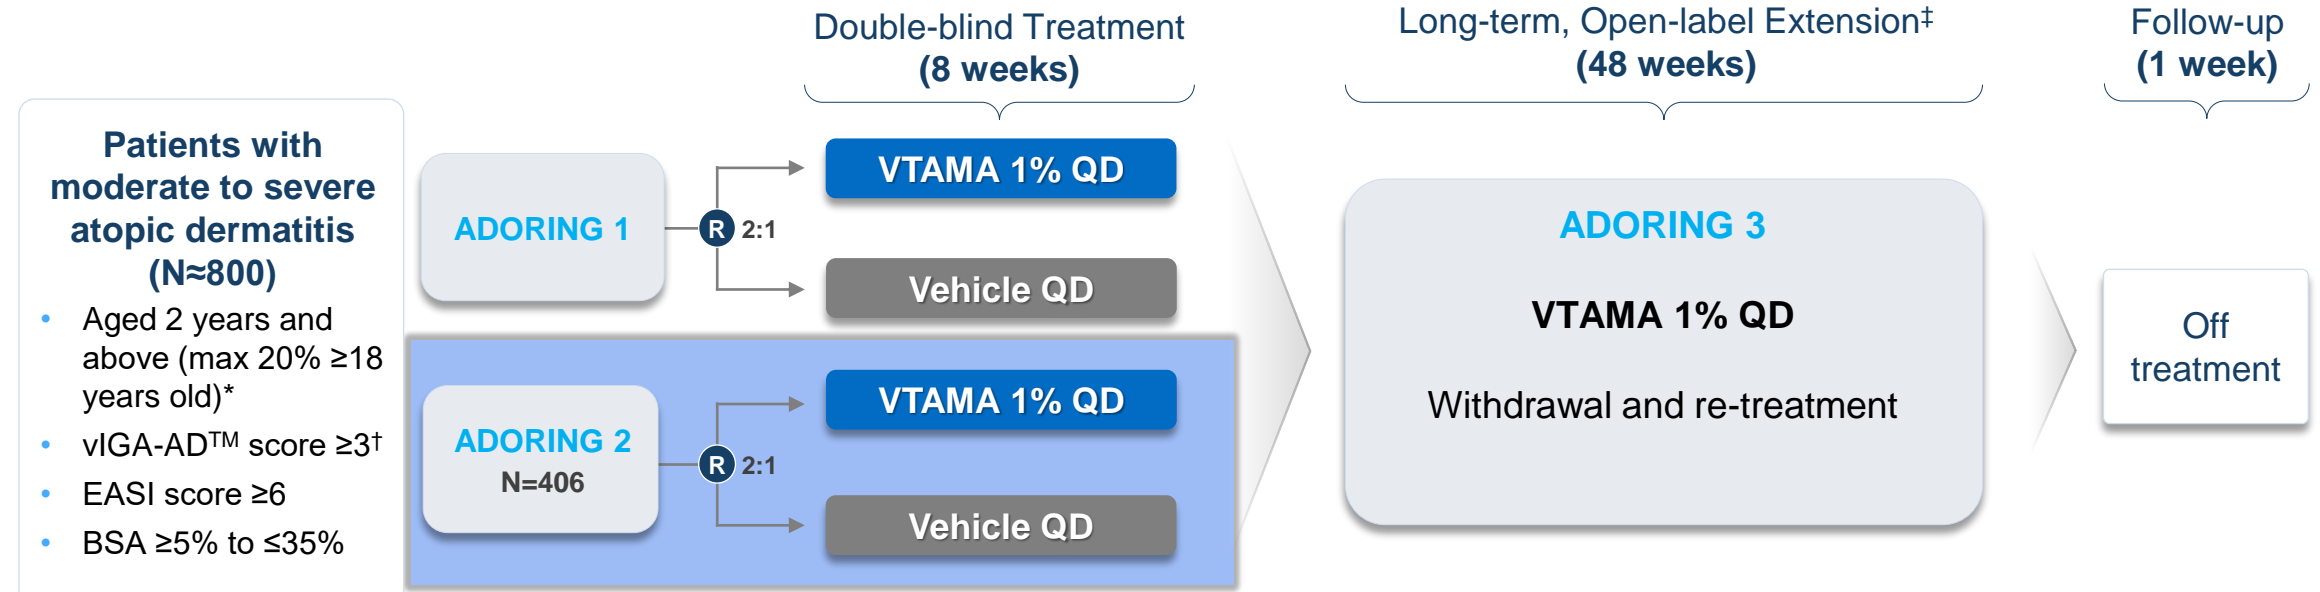 Double-blind Treatment
(8 weeks)
Long-term, Open-label Extension‡
(48 weeks)
Follow-up
(1 week)
Patients with
moderate to severe
atopic dermatitis
(N≈800)
• Aged 2 years and
above (max 20% ≥18
years old)*
• vIGA-AD™ score ≥3†
• EASI score ≥6
• BSA ≥5% to ≤35%
ADORING 1
R 2:1
VTAMA 1% QD
Vehicle QD
ADORING 2
N=406
R 2:1
VTAMA 1% QD
Vehicle QD
ADORING 3
VTAMA 1% QD
Withdrawal and re-treatment
Off
treatment